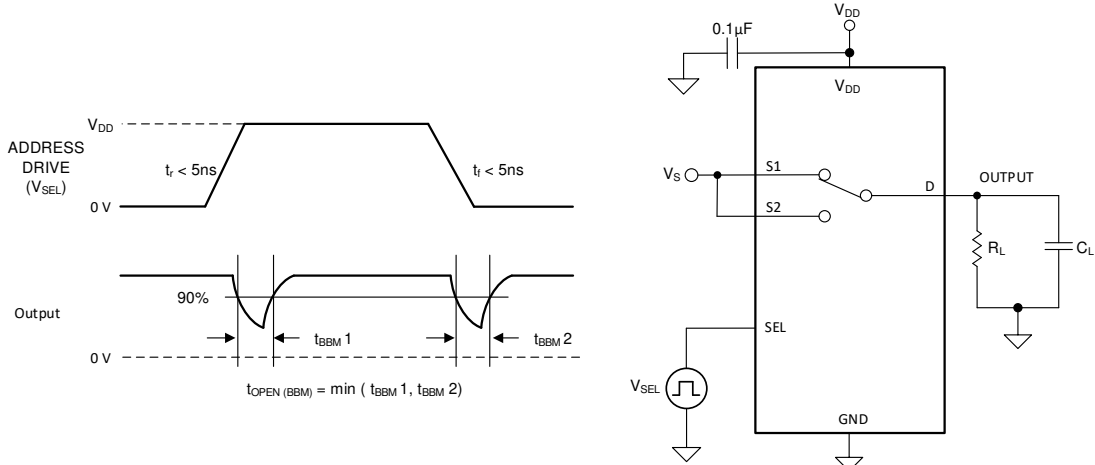 V_DD
ADDRESS
DRIVE
(V_SEL)
t_r < 5ns
t_f < 5ns
0 V
90%
Output
t_BBM 1
t_BBM 2
0 V
t_OPEN (BBM) = min ( t_BBM 1, t_BBM 2)
V_DD
0.1µF
V_DD
V_S
S1
S2
D
OUTPUT
R_L
C_L
SEL
V_SEL
GND